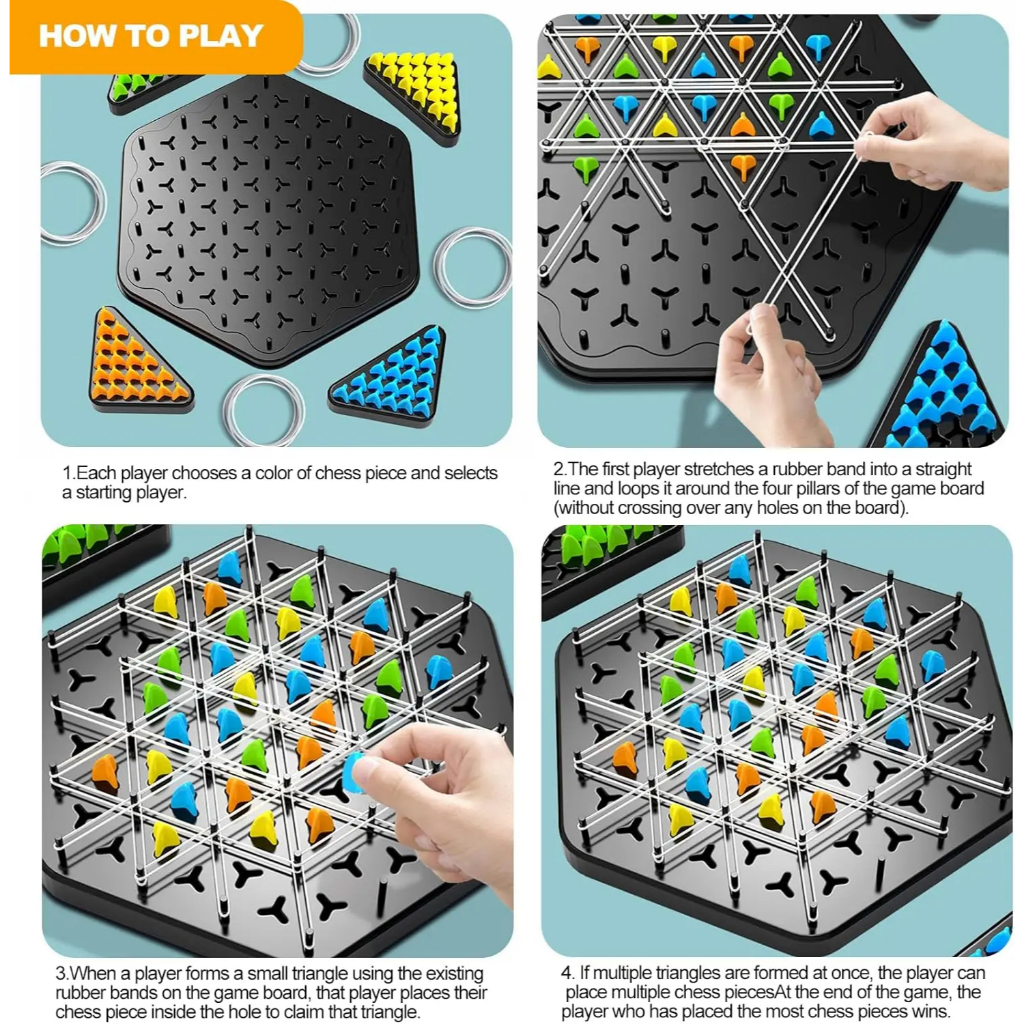 HOW TO PLAY
1.Each player chooses a color of chess piece and selects
a starting player.
2.The first player stretches a rubber band into a straight
line and loops it around the four pillars of the game board
(without crossing over any holes on the board).
3.When a player forms a small triangle using the existing
rubber bands on the game board, that player places their
chess piece inside the hole to claim that triangle.
4. If multiple triangles are formed at once, the player can
place multiple chess piecesAt the end of the game, the
player who has placed the most chess pieces wins.